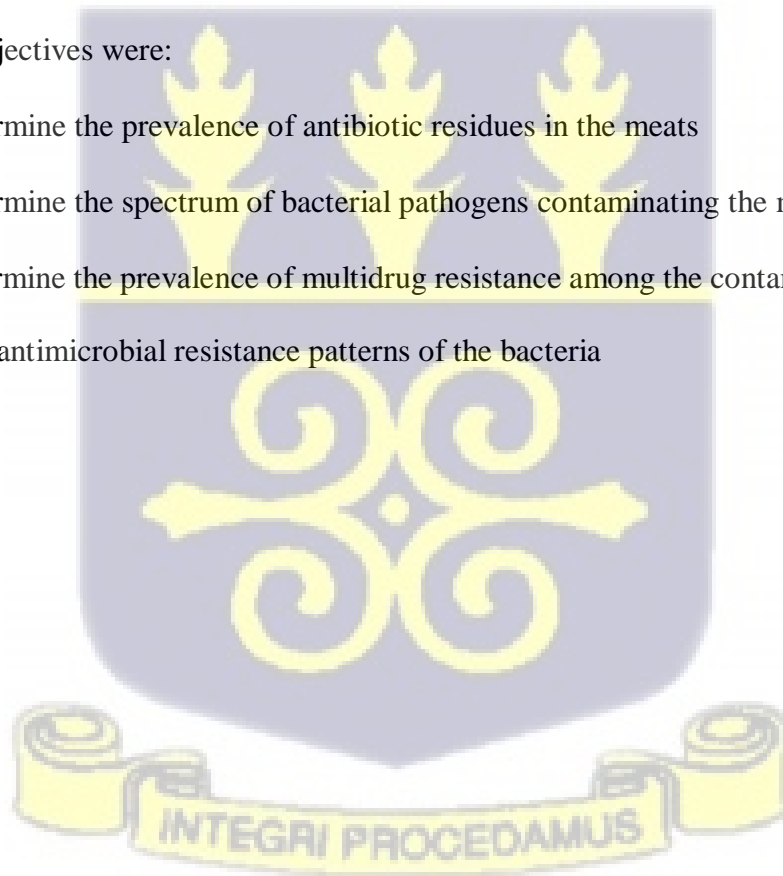 jectives were:
rmine the prevalence of antibiotic residues in the meats
rmine the spectrum of bacterial pathogens contaminating the
rmine the prevalence of multidrug resistance among the contar
antimicrobial resistance patterns of the bacteria
INTEGRI PROCEDAMUS